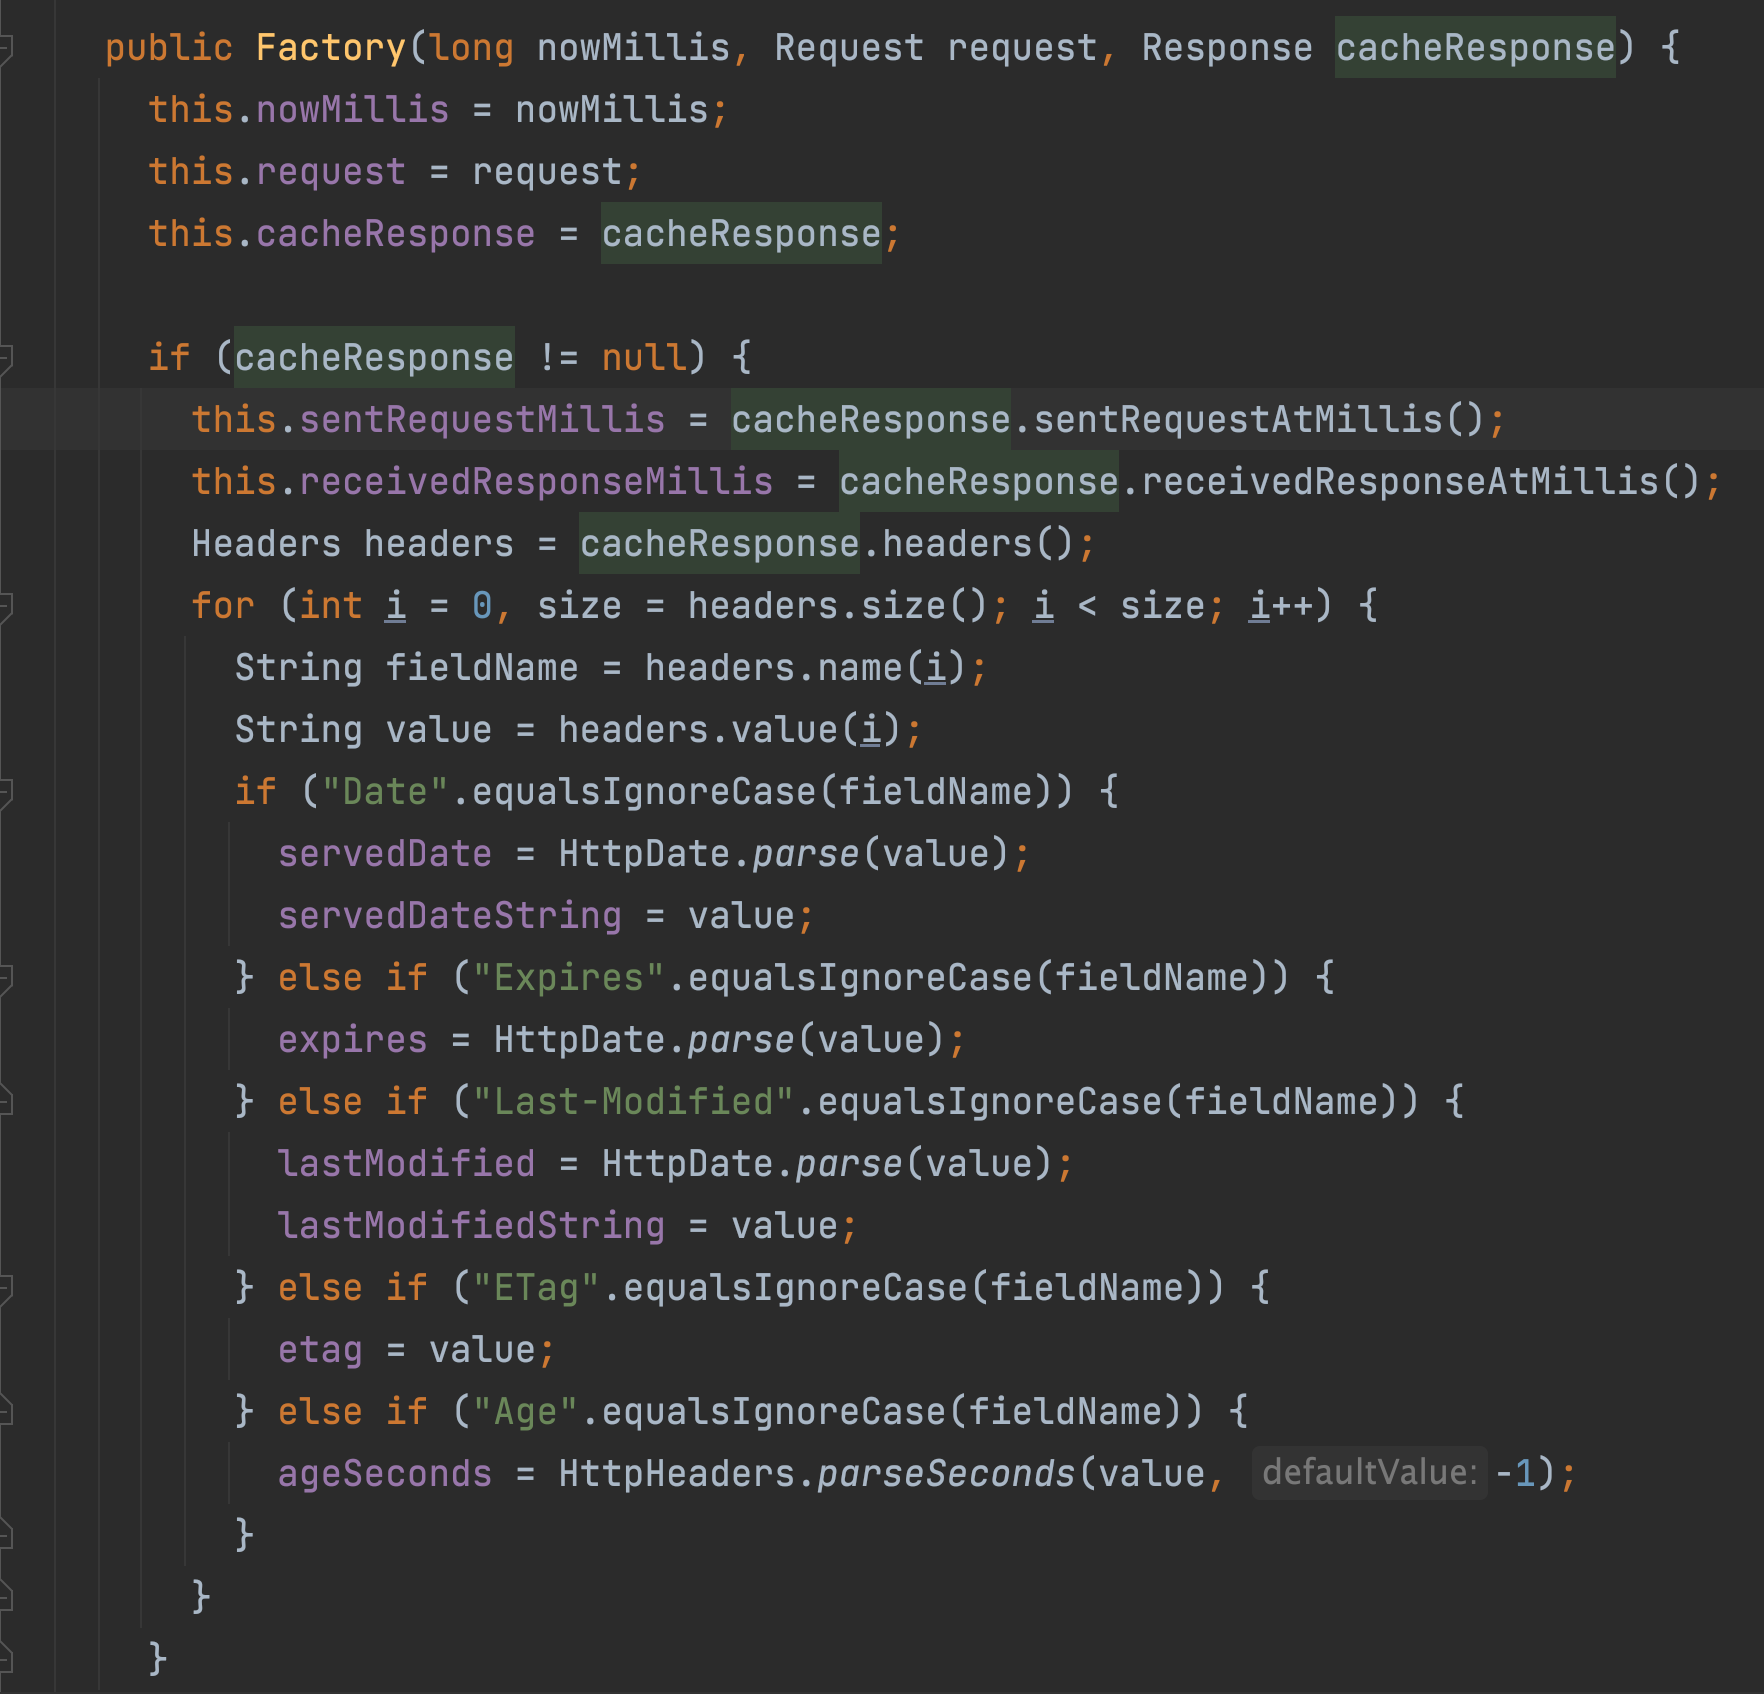 public Factory(long nowMillis, Request request, Response cacheResponse) {
this.nowMillis = nowMillis;
this.request = request;
this.cacheResponse = cacheResponse;
if (cacheResponse != null) {
this.sentRequestMillis = cacheResponse.sentRequestAtMillis();
this.receivedResponseMillis = cacheResponse.receivedResponseAtMillis();
Headers headers = cacheResponse.headers();
for (int i = 0, size = headers.size(); i < size; i++) {
String fieldName = headers.name(i);
String value = headers.value(i);
if ("Date".equalsIgnoreCase(fieldName)) {
servedDate = HttpDate.parse(value);
servedDateString = value;
} else if ("Expires".equalsIgnoreCase(fieldName)) {
expires = HttpDate.parse(value);
} else if ("Last-Modified".equalsIgnoreCase(fieldName)) {
lastModified = HttpDate.parse(value);
lastModifiedString = value;
} else if ("ETag".equalsIgnoreCase(fieldName)) {
etag = value;
} else if ("Age".equalsIgnoreCase(fieldName)) {
ageSeconds = HttpHeaders.parseSeconds(value, defaultValue: -1);
}
}
}